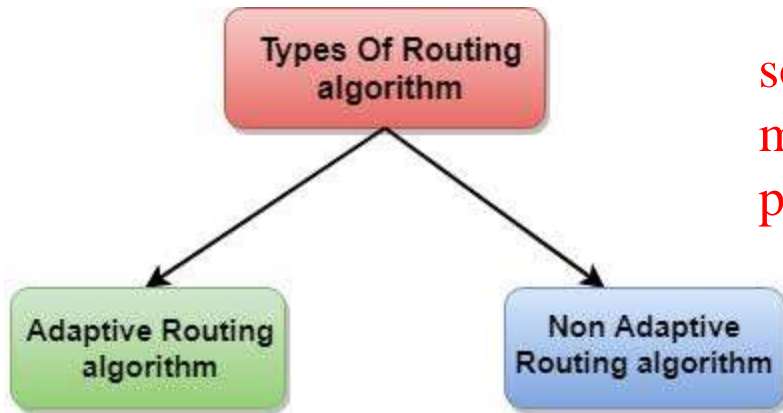 Types Of Routing
algorithm
Adaptive Routing
algorithm
Non Adaptive
Routing algorithm